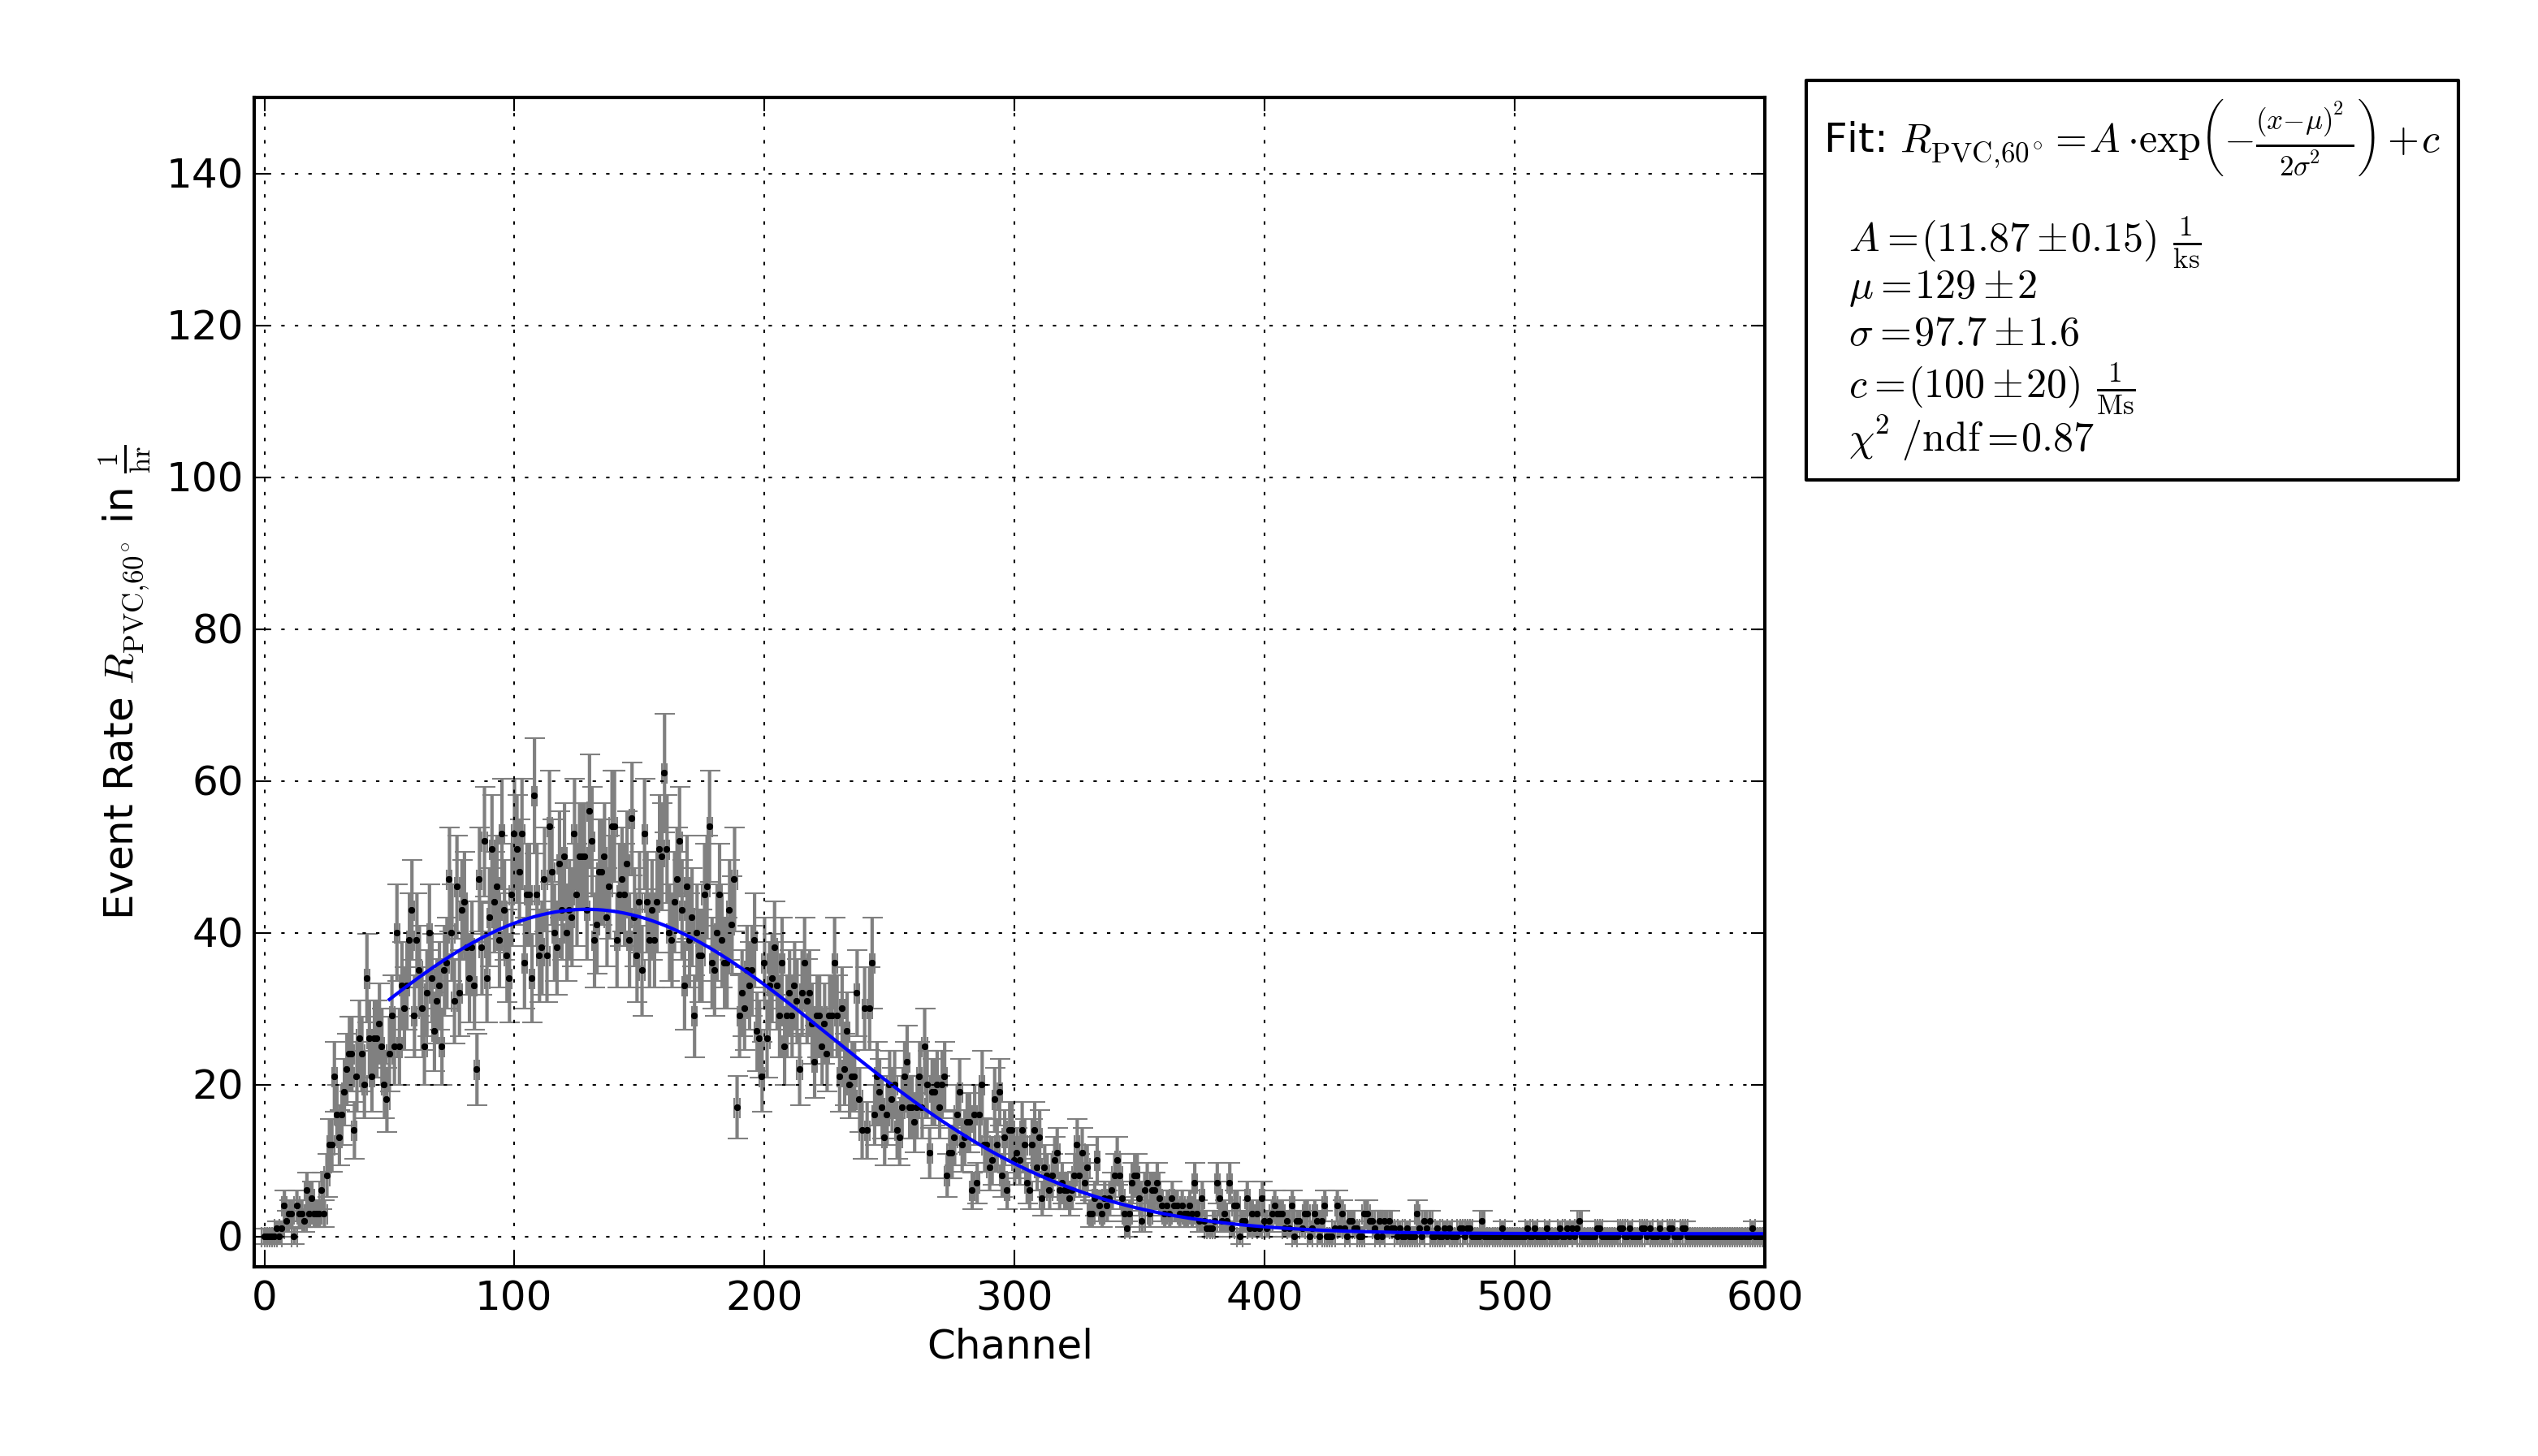 140
120
100
80
60
40
20
0
Event Rate R_PVC,60° in 1/hr
0 100 200 300 400 500 600
Channel
Fit: R_PVC,60° = A · exp(−(x−μ)²/2σ²) + c
A = (11.87 ± 0.15) 1/ks
μ = 129 ± 2
σ = 97.7 ± 1.6
c = (100 ± 20) 1/Ms
χ² /ndf = 0.87